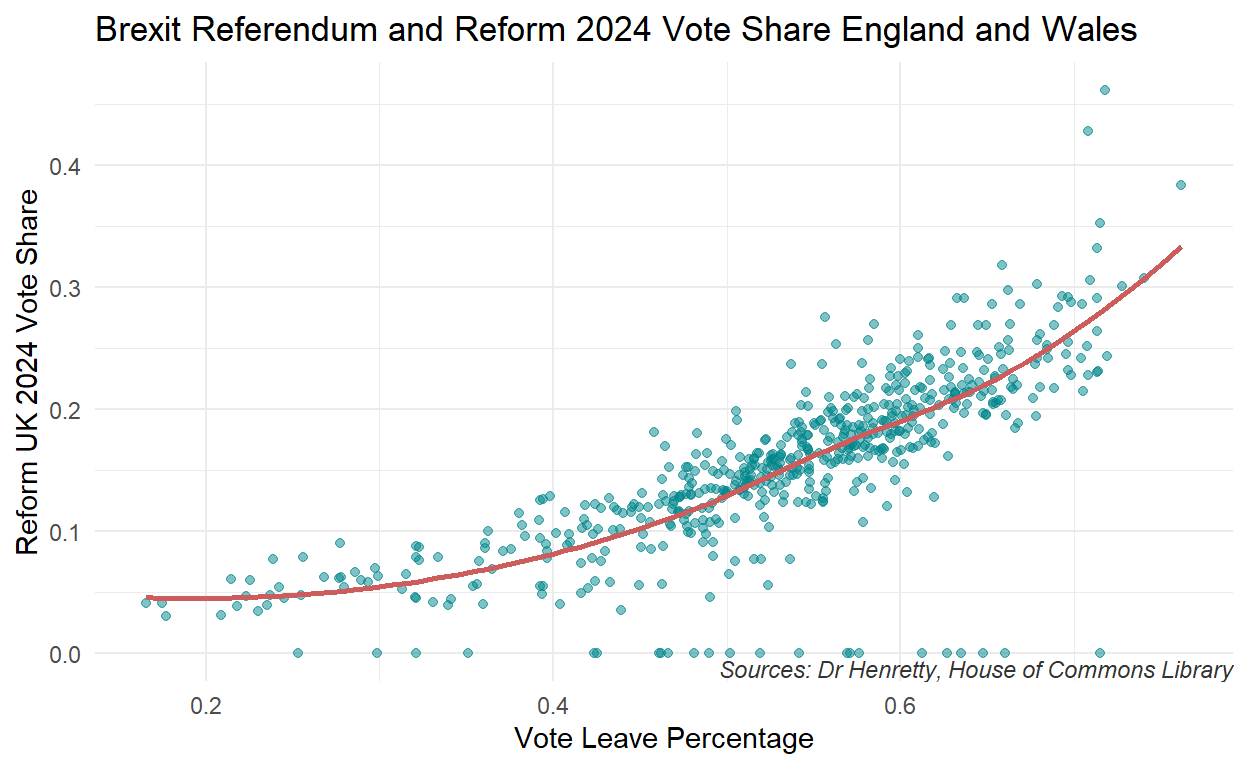 Brexit Referendum and Reform 2024 Vote Share England and Wales
Reform UK 2024 Vote Share
0.4
0.3
0.2
0.1
0.0
Sources: Dr Henretty, House of Commons Library
0.2
0.4
0.6
Vote Leave Percentage